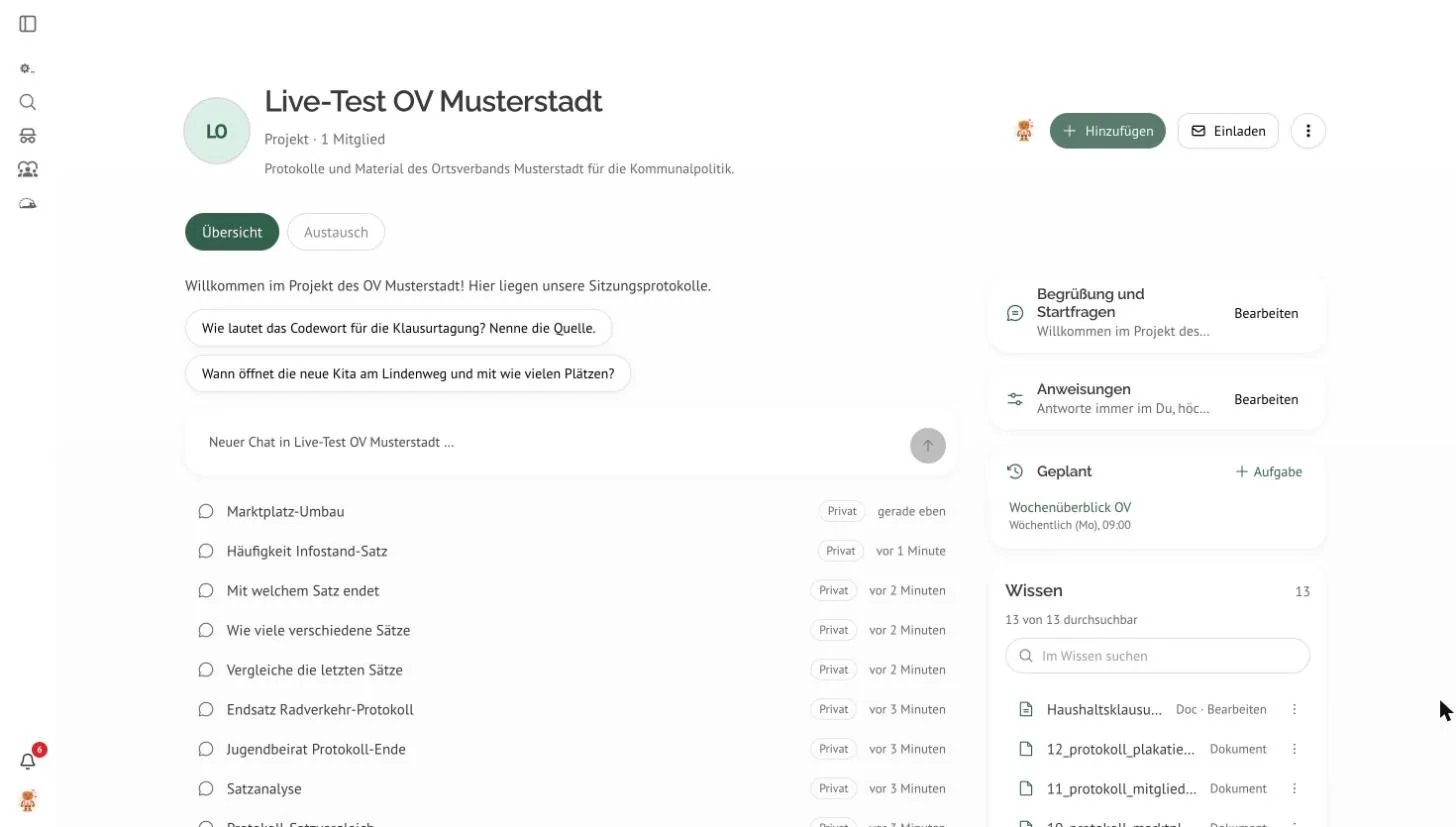 Live-Test OV Musterstadt
LO
Projekt · 1 Mitglied
Protokolle und Material des Ortsverbands Musterstadt für die Kommunalpolitik.
+ Hinzufügen
Einladen
Übersicht
Austausch
Willkommen im Projekt des OV Musterstadt! Hier liegen unsere Sitzungsprotokolle.
Wie lautet das Codewort für die Klausurtagung? Nenne die Quelle.
Wann öffnet die neue Kita am Lindenweg und mit wie vielen Plätzen?
Neuer Chat in Live-Test OV Musterstadt ...
Marktplatz-Umbau Privat gerade eben
Häufigkeit Infostand-Satz Privat vor 1 Minute
Mit welchem Satz endet Privat vor 2 Minuten
Wie viele verschiedene Sätze Privat vor 2 Minuten
Vergleiche die letzten Sätze Privat vor 2 Minuten
Endsatz Radverkehr-Protokoll Privat vor 3 Minuten
Jugendbeirat Protokoll-Ende Privat vor 3 Minuten
Satzanalyse Privat vor 3 Minuten
Protokoll-Satzvergleich Privat vor 3 Minuten
Begrüßung und
Startfragen
Willkommen im Projekt des...
Bearbeiten
Anweisungen
Antworte immer im Du, höc...
Bearbeiten
Geplant
+ Aufgabe
Wochenüberblick OV
Wöchentlich (Mo), 09:00
Wissen 13
13 von 13 durchsuchbar
Im Wissen suchen
Haushaltsklausu... Doc · Bearbeiten
12_protokoll_plakatie... Dokument
11_protokoll_mitglied... Dokument
10_protokoll_marktpl... Dokument
6